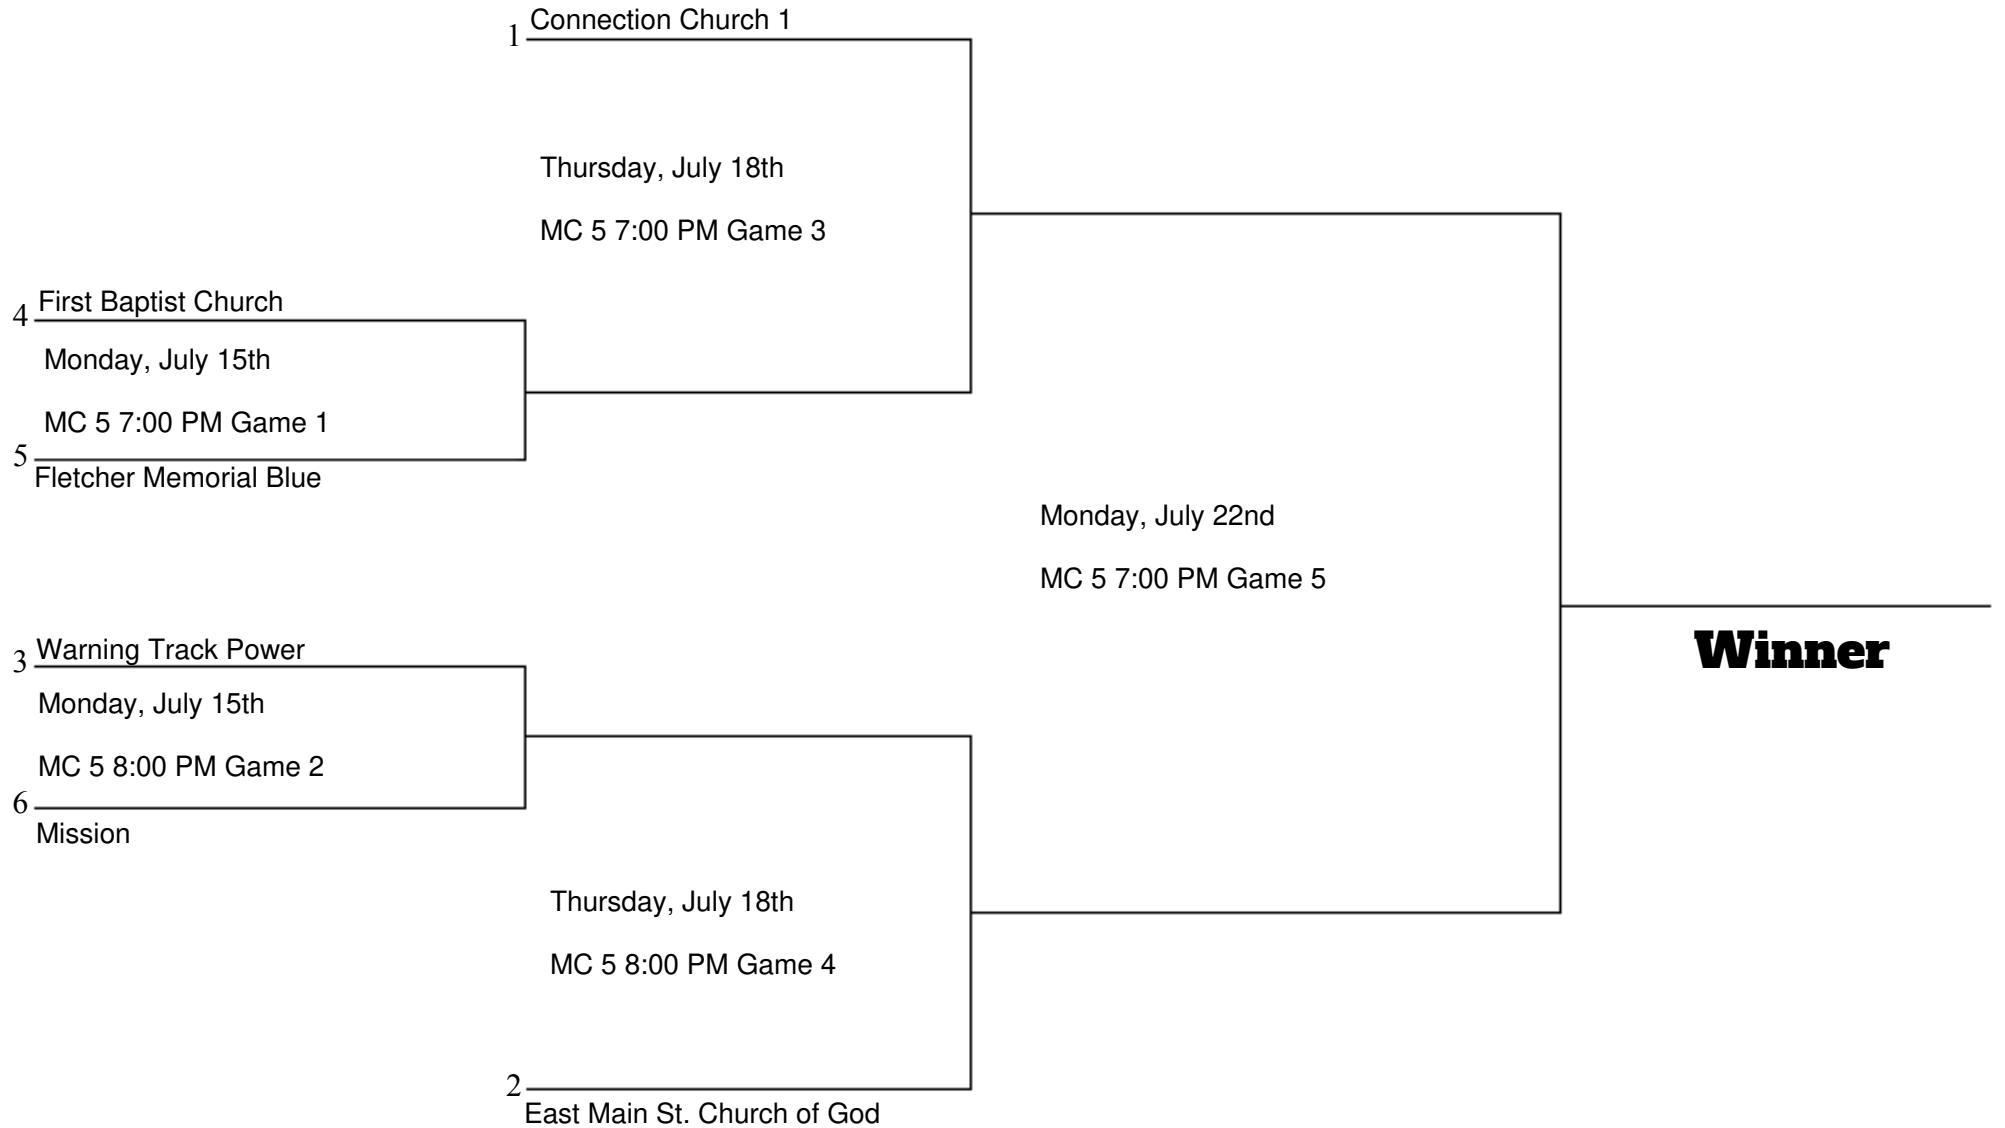 Connection Church 1
1
Thursday, July 18th
MC 5 7:00 PM Game 3
First Baptist Church
4
Monday, July 15th
MC 5 7:00 PM Game 1
5
Fletcher Memorial Blue
Monday, July 22nd
MC 5 7:00 PM Game 5
Winner
Warning Track Power
3
Monday, July 15th
MC 5 8:00 PM Game 2
6
Mission
Thursday, July 18th
MC 5 8:00 PM Game 4
2
East Main St. Church of God